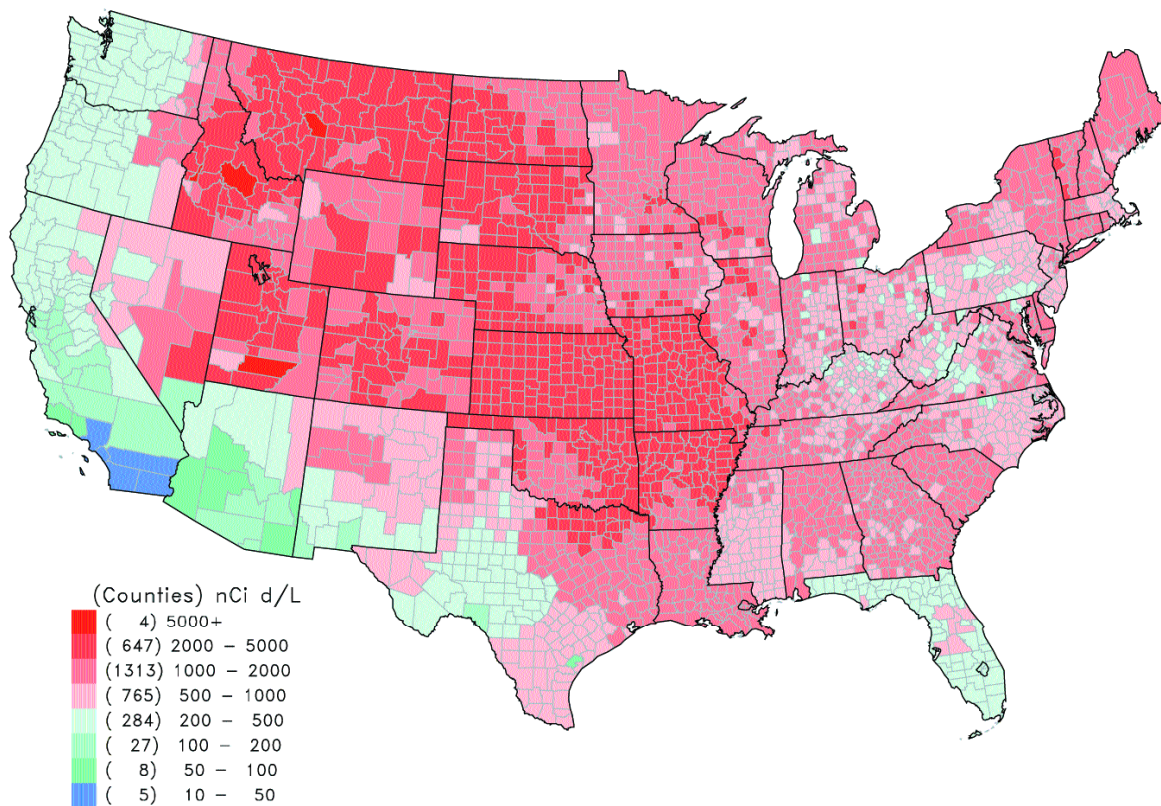 (Counties) nCi d/L
( 4) 5000+
( 647) 2000 – 5000
(1313) 1000 – 2000
( 765) 500 – 1000
( 284) 200 – 500
( 27) 100 – 200
( 8) 50 – 100
( 5) 10 – 50